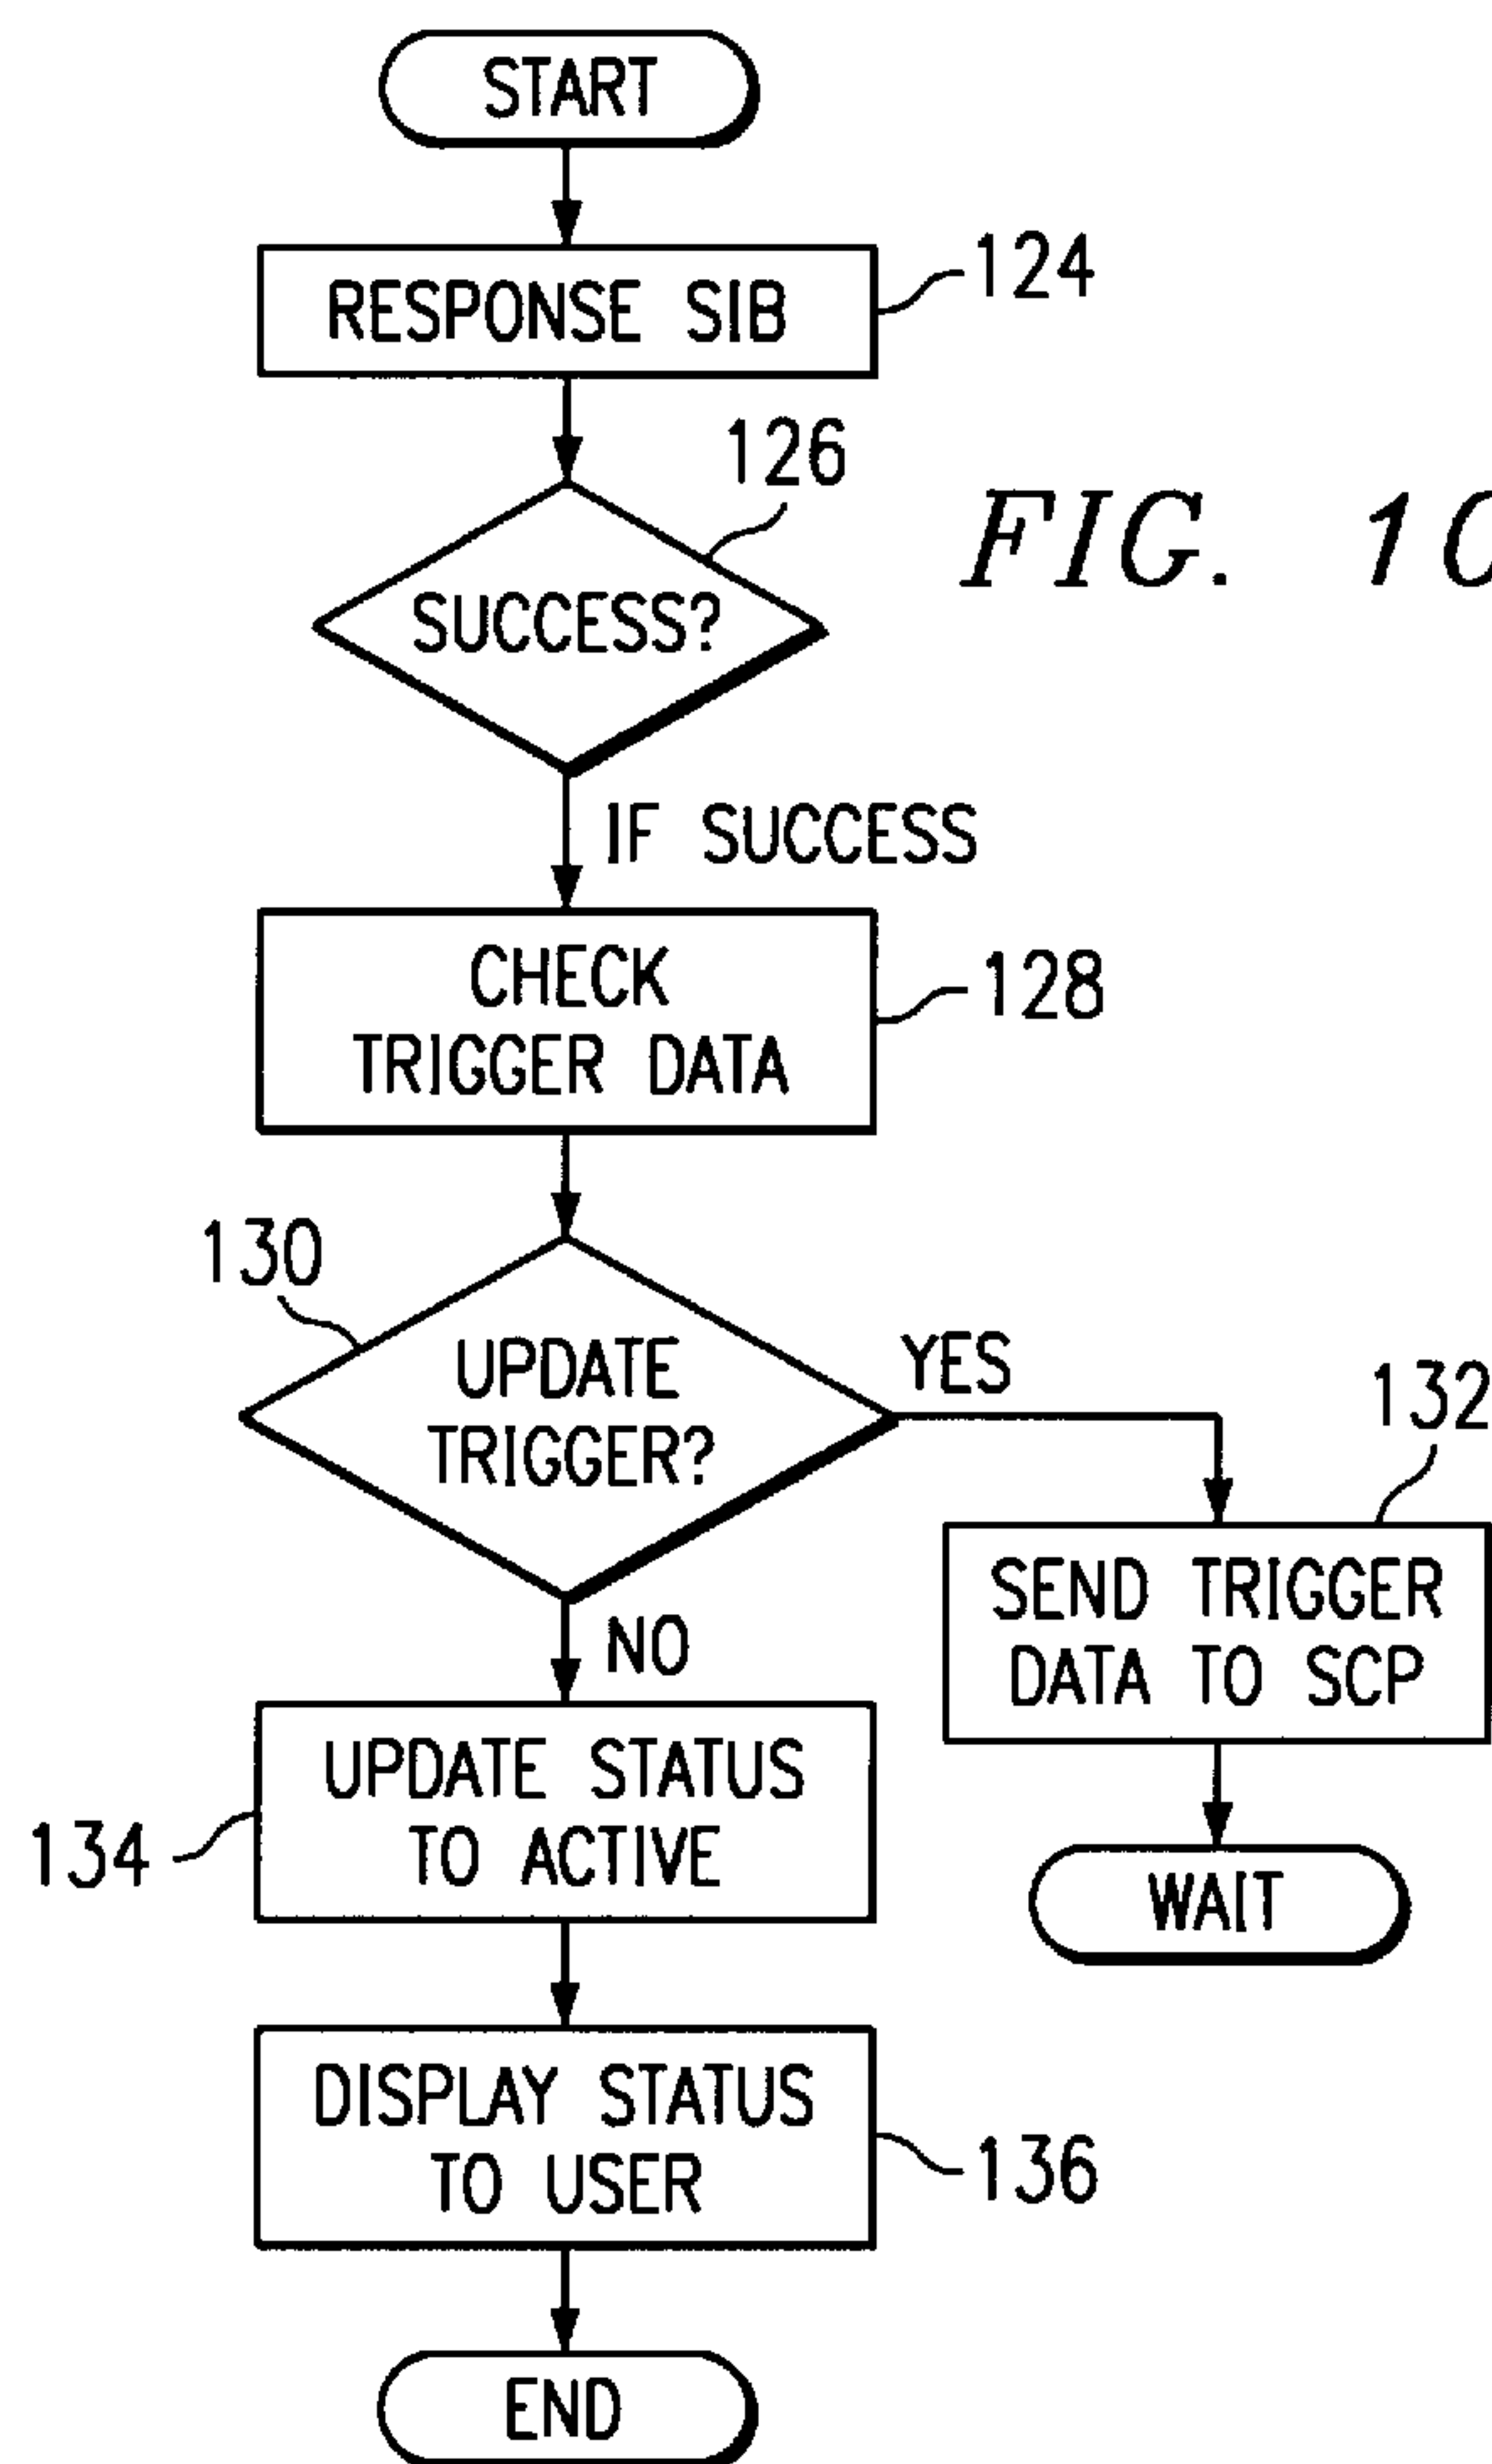 START
RESPONSE SIB
124
126
FIG. 10
SUCCESS?
IF SUCCESS
CHECK
TRIGGER DATA
128
130
UPDATE
TRIGGER?
YES
132
SEND TRIGGER
DATA TO SCP
NO
UPDATE STATUS
TO ACTIVE
134
WAIT
DISPLAY STATUS
TO USER
136
END